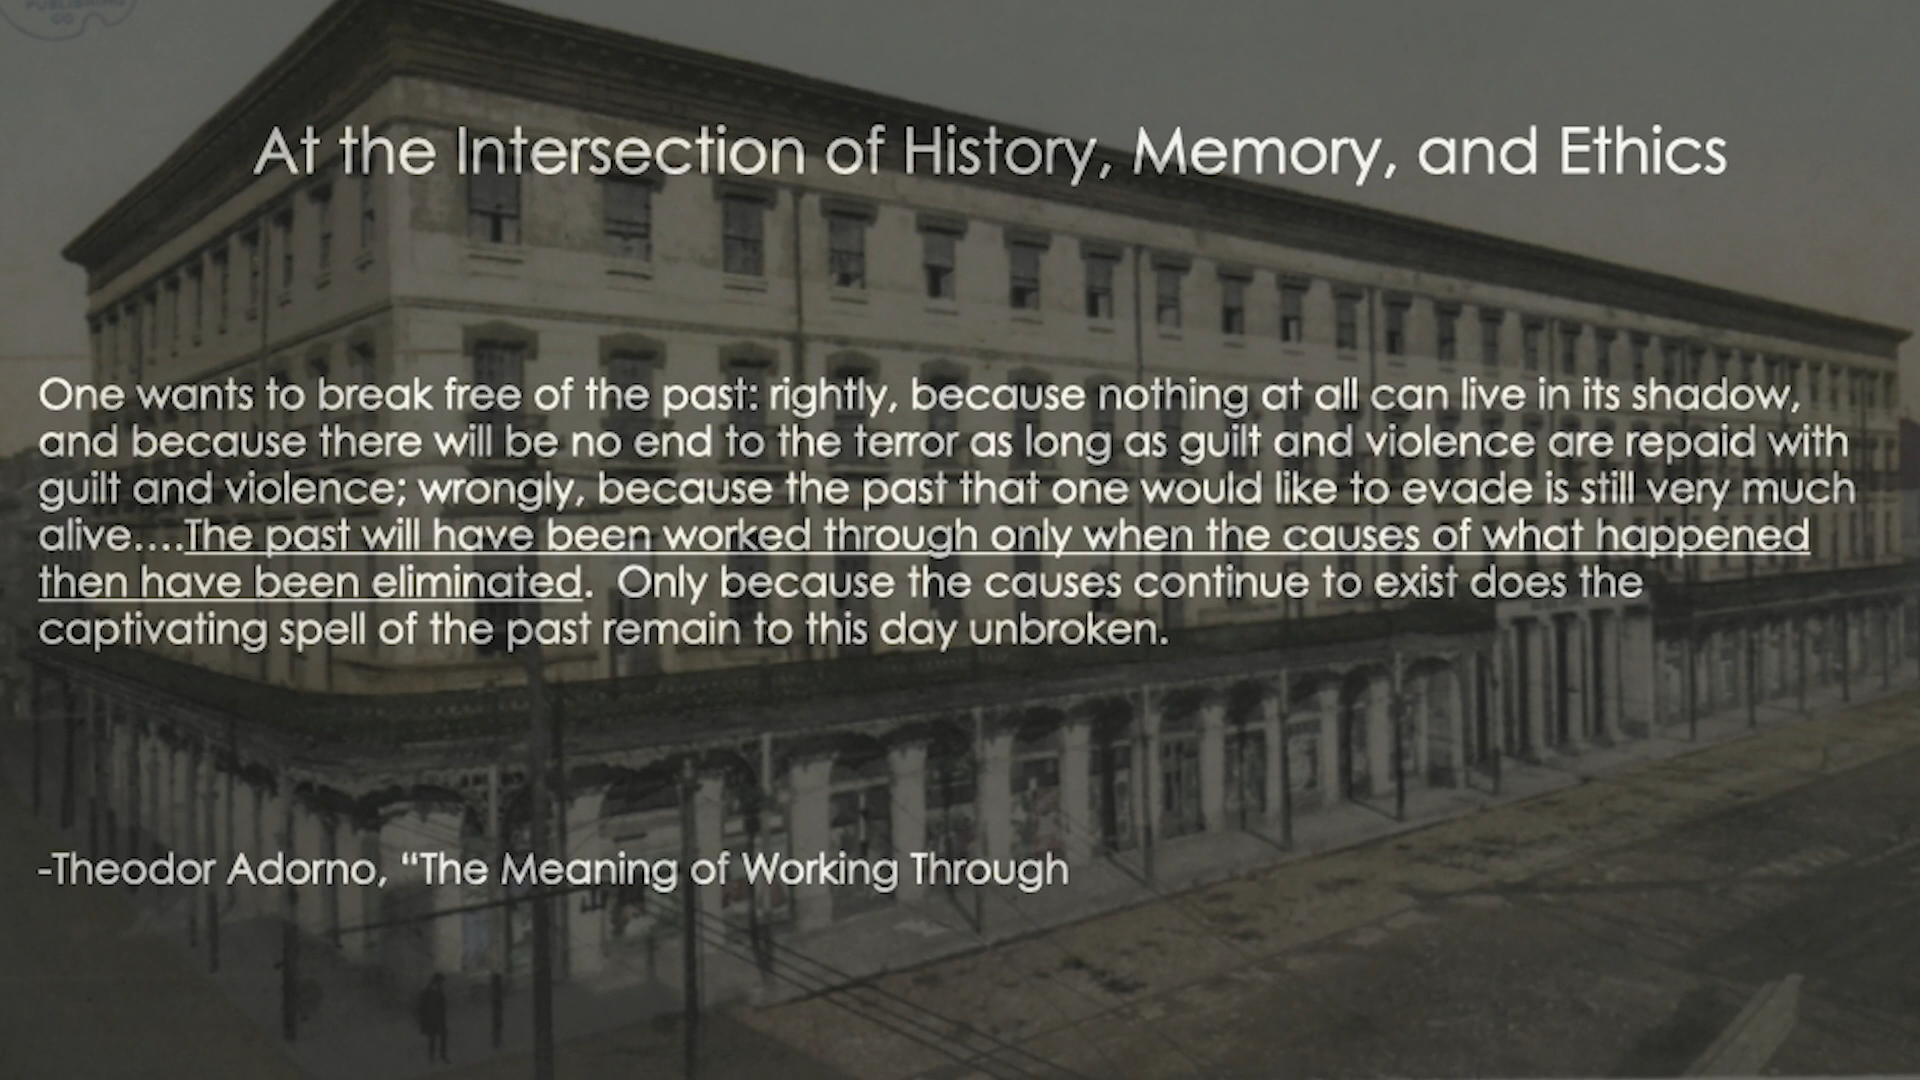 PUBLISHING
CO
At the Intersection of History, Memory, and Ethics
One wants to break free of the past: rightly, because nothing at all can live in its shadow,
and because there will be no end to the terror as long as guilt and violence are repaid with
guilt and violence; wrongly, because the past that one would like to evade is still very much
alive....The past will have been worked through only when the causes of what happened
then have been eliminated.  Only because the causes continue to exist does the
captivating spell of the past remain to this day unbroken.
-Theodor Adorno, “The Meaning of Working Through